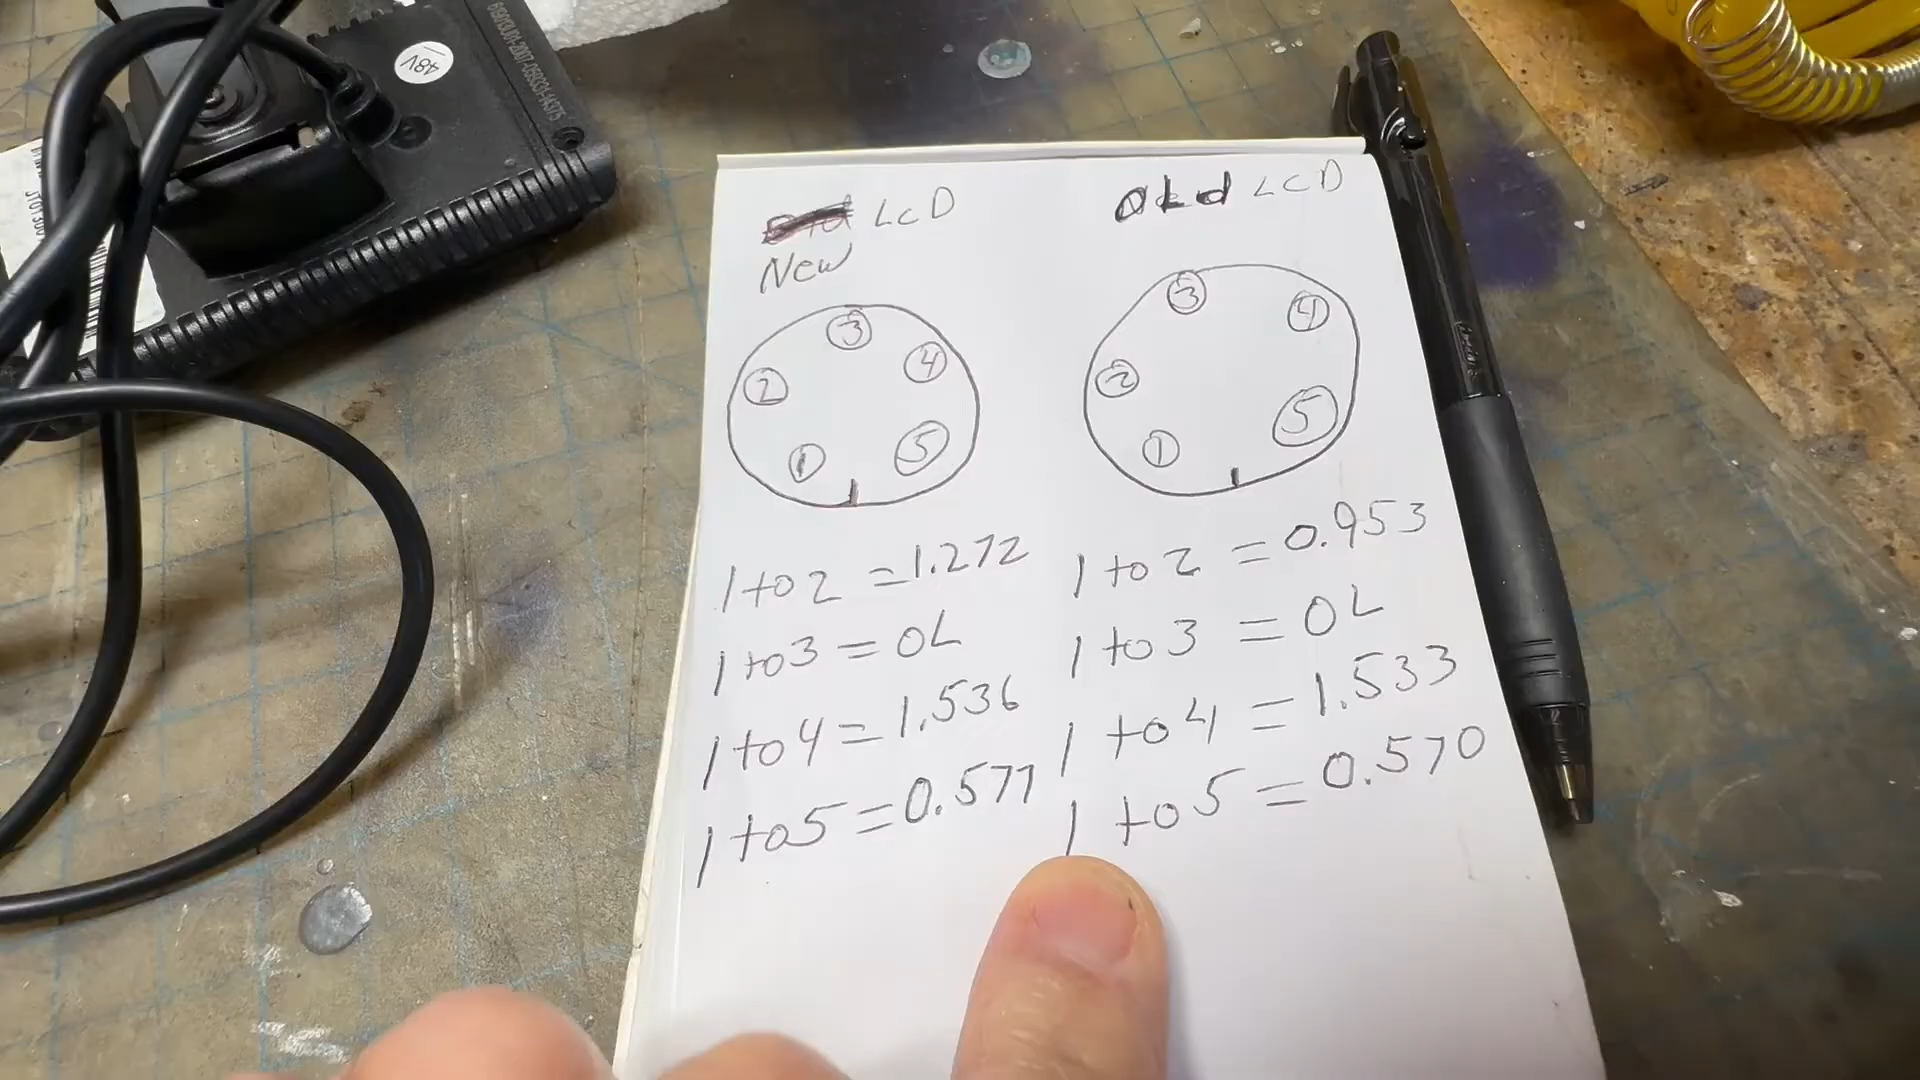 48V
LCD
New
3
2
4
1
5
1 to 2 = 1.272
1 to 3 = OL
1 to 4 = 1.536
1 to 5 = 0.577
Old LCD
3
4
2
5
1
1 to 2 = 0.953
1 to 3 = OL
1 to 4 = 1.533
1 to 5 = 0.570